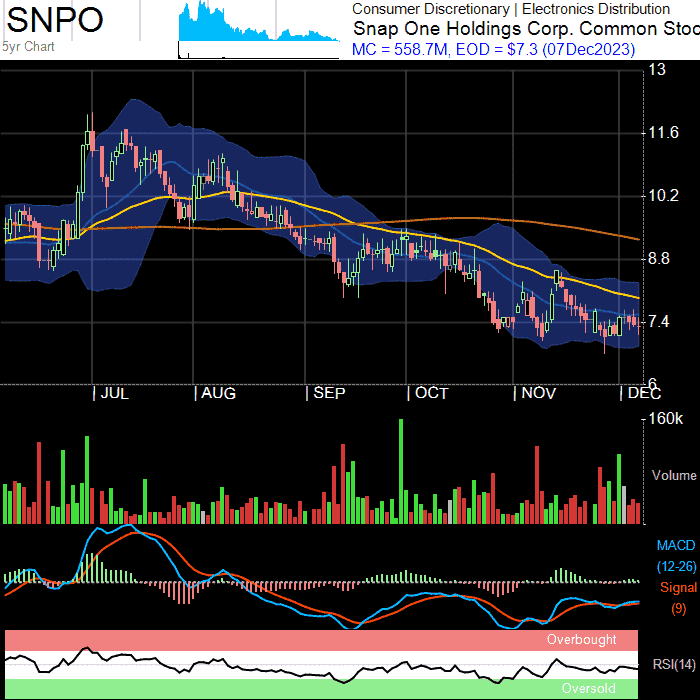 SNPO
5yr Chart
Consumer Discretionary | Electronics Distribution
Snap One Holdings Corp. Common Stoc
MC = 558.7M, EOD = $7.3 (07Dec2023)
13
11.6
10.2
8.8
7.4
6
| JUL | AUG | SEP | OCT | NOV | DEC
160k
Volume
MACD
(12-26)
Signal
(9)
Overbought
RSI(14)
Oversold